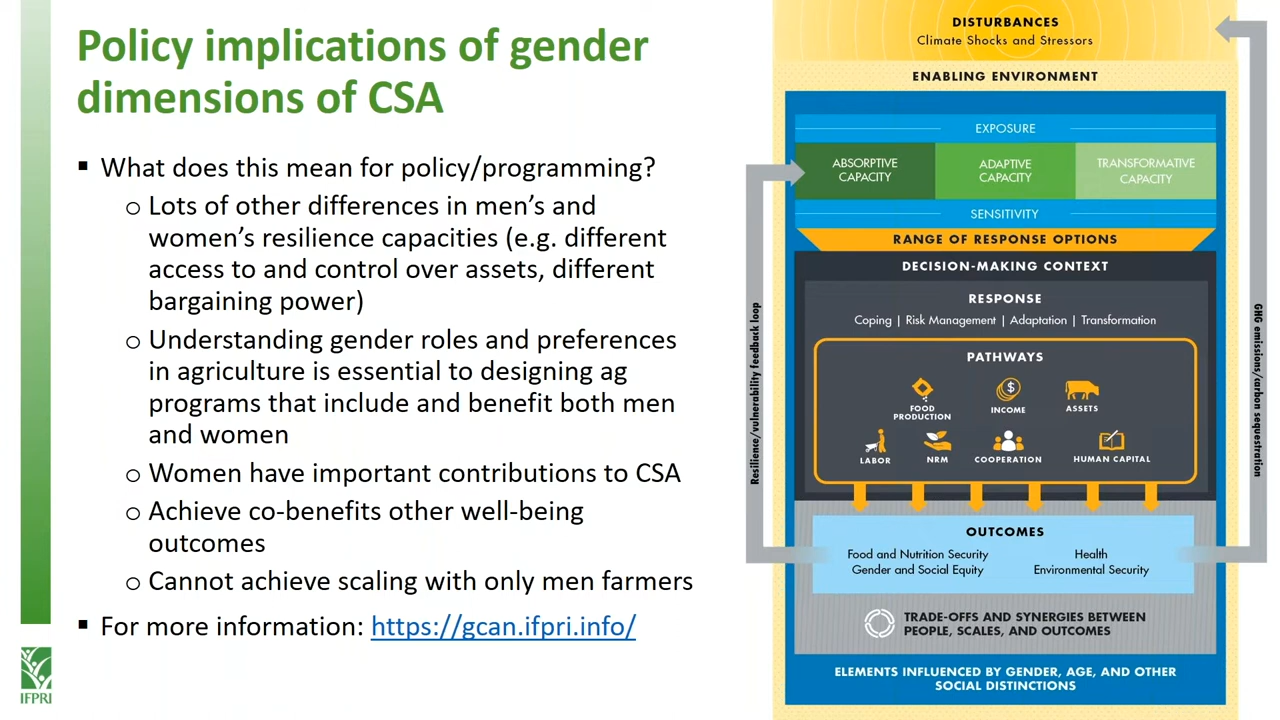 Policy implications of gender
dimensions of CSA
▪ What does this mean for policy/programming?
o Lots of other differences in men's and
women's resilience capacities (e.g. different
access to and control over assets, different
bargaining power)
o Understanding gender roles and preferences
in agriculture is essential to designing ag
programs that include and benefit both men
and women
o Women have important contributions to CSA
o Achieve co-benefits other well-being
outcomes
o Cannot achieve scaling with only men farmers
▪ For more information: https://gcan.ifpri.info/
IFPRI
DISTURBANCES
Climate Shocks and Stressors
ENABLING ENVIRONMENT
EXPOSURE
ABSORPTIVE
CAPACITY
ADAPTIVE
CAPACITY
TRANSFORMATIVE
CAPACITY
SENSITIVITY
RANGE OF RESPONSE OPTIONS
DECISION-MAKING CONTEXT
RESPONSE
Coping | Risk Management | Adaptation | Transformation
PATHWAYS
FOOD
PRODUCTION
INCOME
ASSETS
LABOR
NRM
COOPERATION
HUMAN CAPITAL
OUTCOMES
Food and Nutrition Security
Gender and Social Equity
Health
Environmental Security
TRADE-OFFS AND SYNERGIES BETWEEN
PEOPLE, SCALES, AND OUTCOMES
ELEMENTS INFLUENCED BY GENDER, AGE, AND OTHER
SOCIAL DISTINCTIONS
Resilience/vulnerability feedback loop
GHG emissions/carbon sequestration